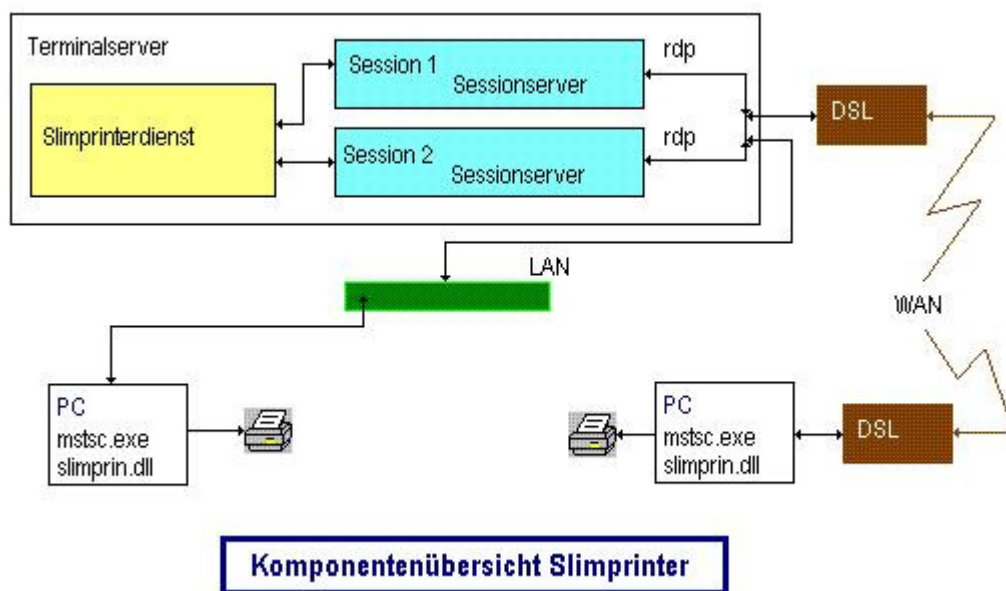 Terminalserver
Slimprinterdienst
Session 1
Sessionserver
rdp
Session 2
Sessionserver
rdp
DSL
LAN
WAN
PC
mstsc.exe
slimprin.dll
PC
mstsc.exe
slimprin.dll
DSL
Komponentenübersicht Slimprinter